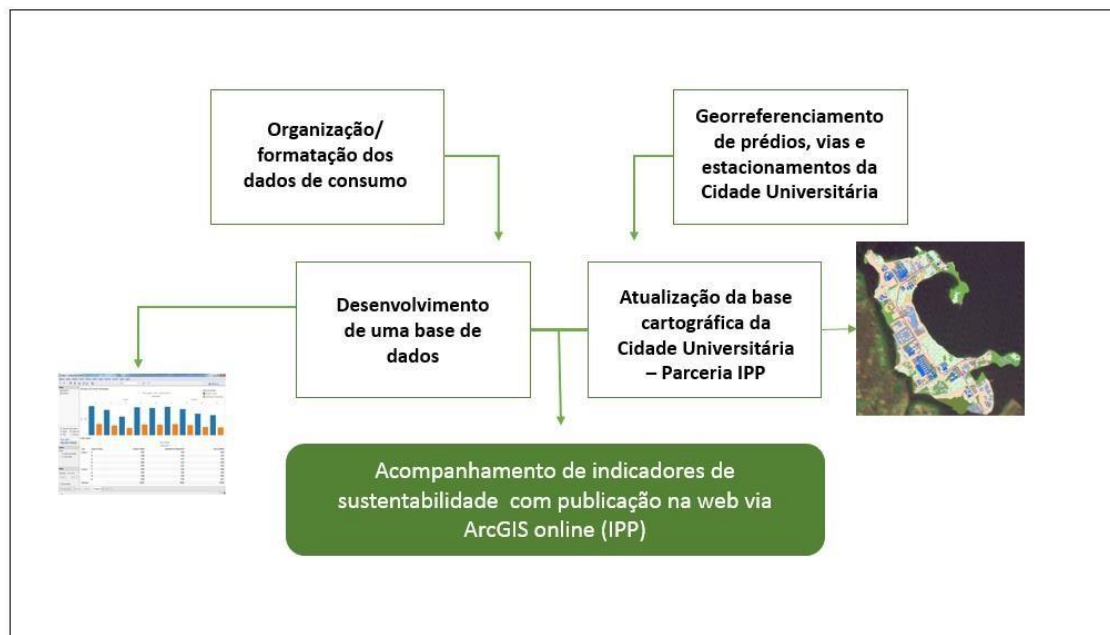 Organização/
formatação dos
dados de consumo
Georreferenciamento
de prédios, vias e
estacionamentos da
Cidade Universitária
Desenvolvimento
de uma base de
dados
Atualização da base
cartográfica da
Cidade Universitária
– Parceria IPP
Acompanhamento de indicadores de
sustentabilidade com publicação na web via
ArcGIS online (IPP)